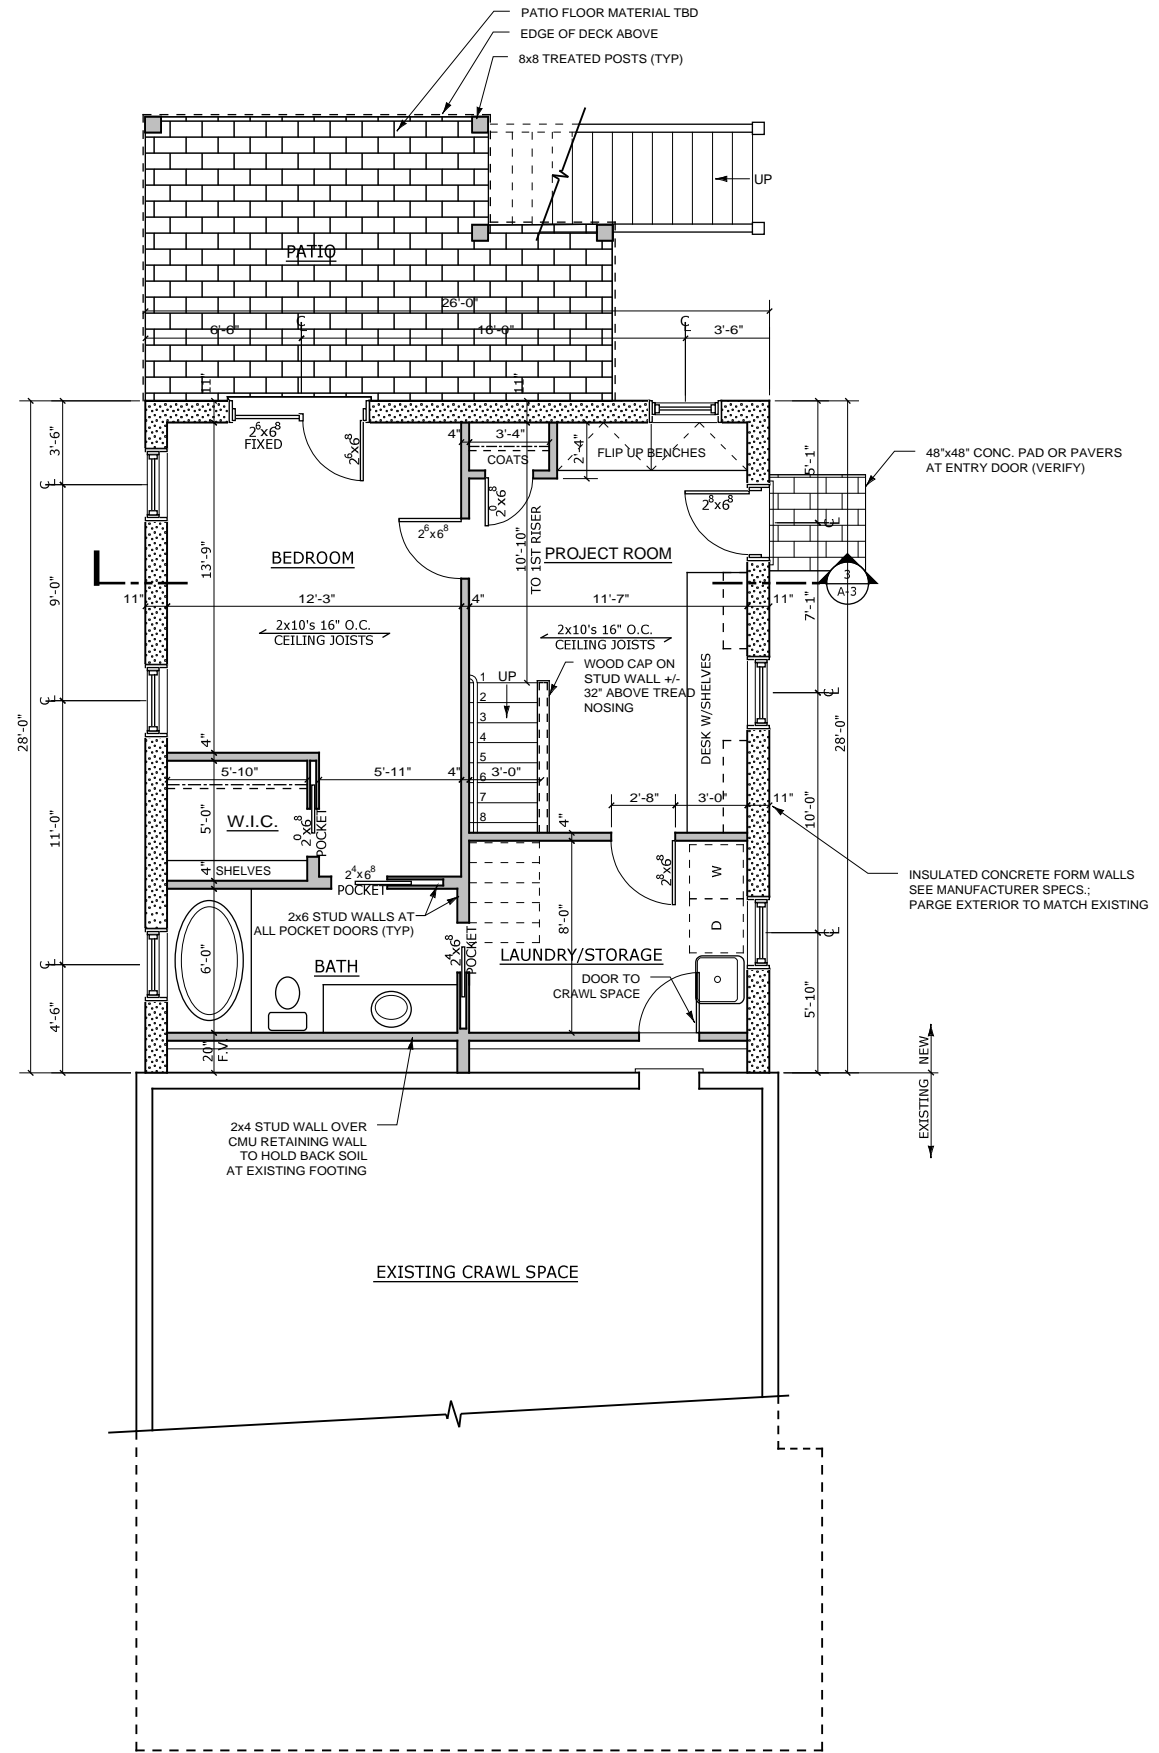 PATIO FLOOR MATERIAL TBD
EDGE OF DECK ABOVE
8x8 TREATED POSTS (TYP)
UP
PATIO
26'-0"
6'-6"
16'-0"
3'-6"
11"
11"
2⁶x6⁸
FIXED
2⁶x6⁸
4"
3'-4"
COATS
2'-4"
FLIP UP BENCHES
3'-6"
5'-1"
48"x48" CONC. PAD OR PAVERS
AT ENTRY DOOR (VERIFY)
2⁰x6⁸
2⁸x6⁸
2⁶x6⁸
13'-9"
BEDROOM
10'-10"
TO 1ST RISER
PROJECT ROOM
3
A-3
9'-0"
7'-1"
11"
12'-3"
4"
11'-7"
11"
2x10's 16" O.C.
CEILING JOISTS
2x10's 16" O.C.
CEILING JOISTS
WOOD CAP ON
STUD WALL +/-
32" ABOVE TREAD
NOSING
DESK W/SHELVES
1
UP
2
3
4
5
6
7
8
28'-0"
28'-0"
4"
5'-10"
5'-11"
4"
3'-0"
2'-8"
3'-0"
11"
W.I.C.
5'-0"
2⁰x6⁸
POCKET
4"
11'-0"
10'-0"
4"
SHELVES
2⁴x6⁸
POCKET
2⁸x6⁸
W
D
INSULATED CONCRETE FORM WALLS
SEE MANUFACTURER SPECS.;
PARGE EXTERIOR TO MATCH EXISTING
2x6 STUD WALLS AT
ALL POCKET DOORS (TYP)
8'-0"
2⁴x6⁸
POCKET
6'-0"
BATH
LAUNDRY/STORAGE
DOOR TO
CRAWL SPACE
4'-6"
5'-10"
20"
F.V.
NEW
EXISTING
2x4 STUD WALL OVER
CMU RETAINING WALL
TO HOLD BACK SOIL
AT EXISTING FOOTING
EXISTING CRAWL SPACE